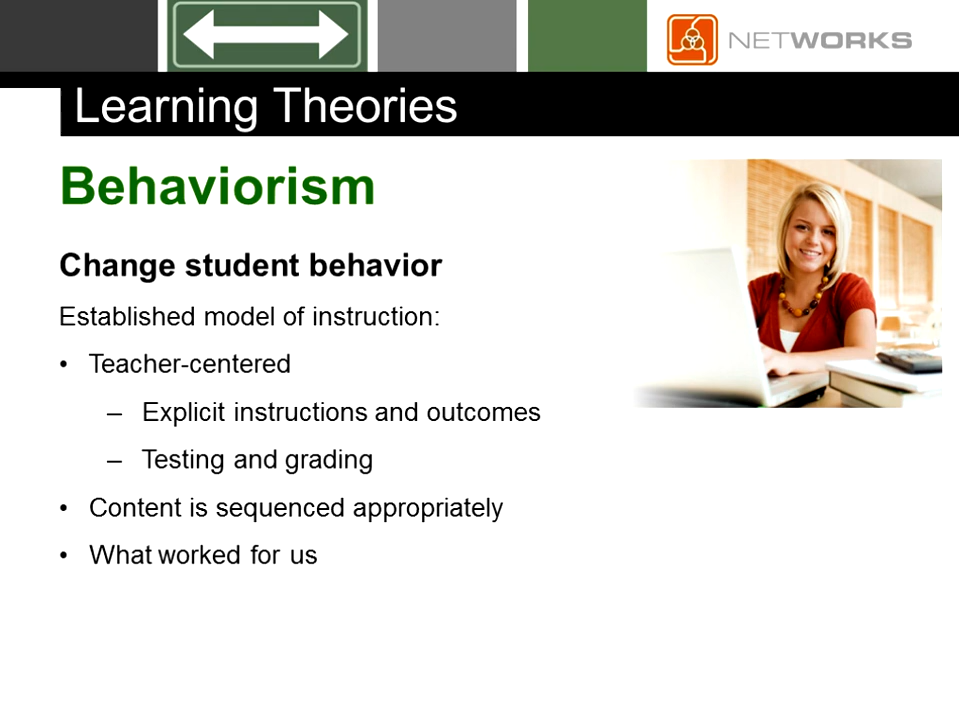 NETWORKS
Learning Theories
Behaviorism
Change student behavior
Established model of instruction:
• Teacher-centered
– Explicit instructions and outcomes
– Testing and grading
• Content is sequenced appropriately
• What worked for us